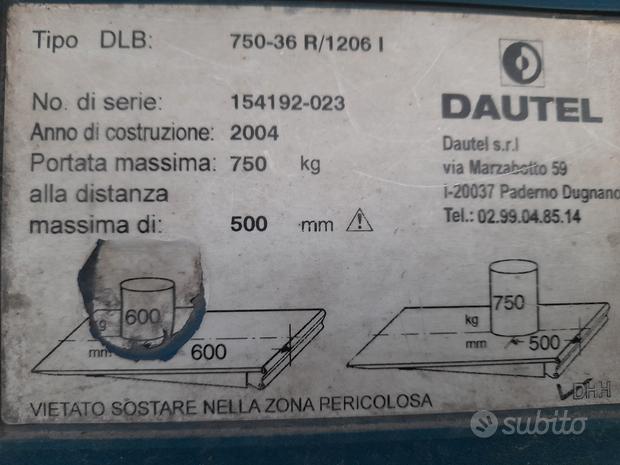 Tipo DLB: 750-36 R/1206 I
No. di serie: 154192-023
Anno di costruzione: 2004
Portata massima: 750 kg
alla distanza
massima di: 500 mm
DAUTEL
Dautel s.r.l
via Marzabotto 59
i-20037 Paderno Dugnano
Tel.: 02.99.04.85.14
600
kg
mm 600
750
kg
mm 500
DHH
VIETATO SOSTARE NELLA ZONA PERICOLOSA
subito